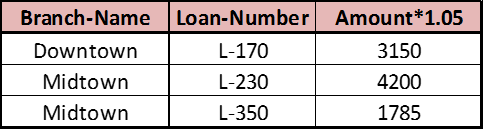 Branch-Name Loan-Number Amount*1.05
Downtown L-170 3150
Midtown L-230 4200
Midtown L-350 1785